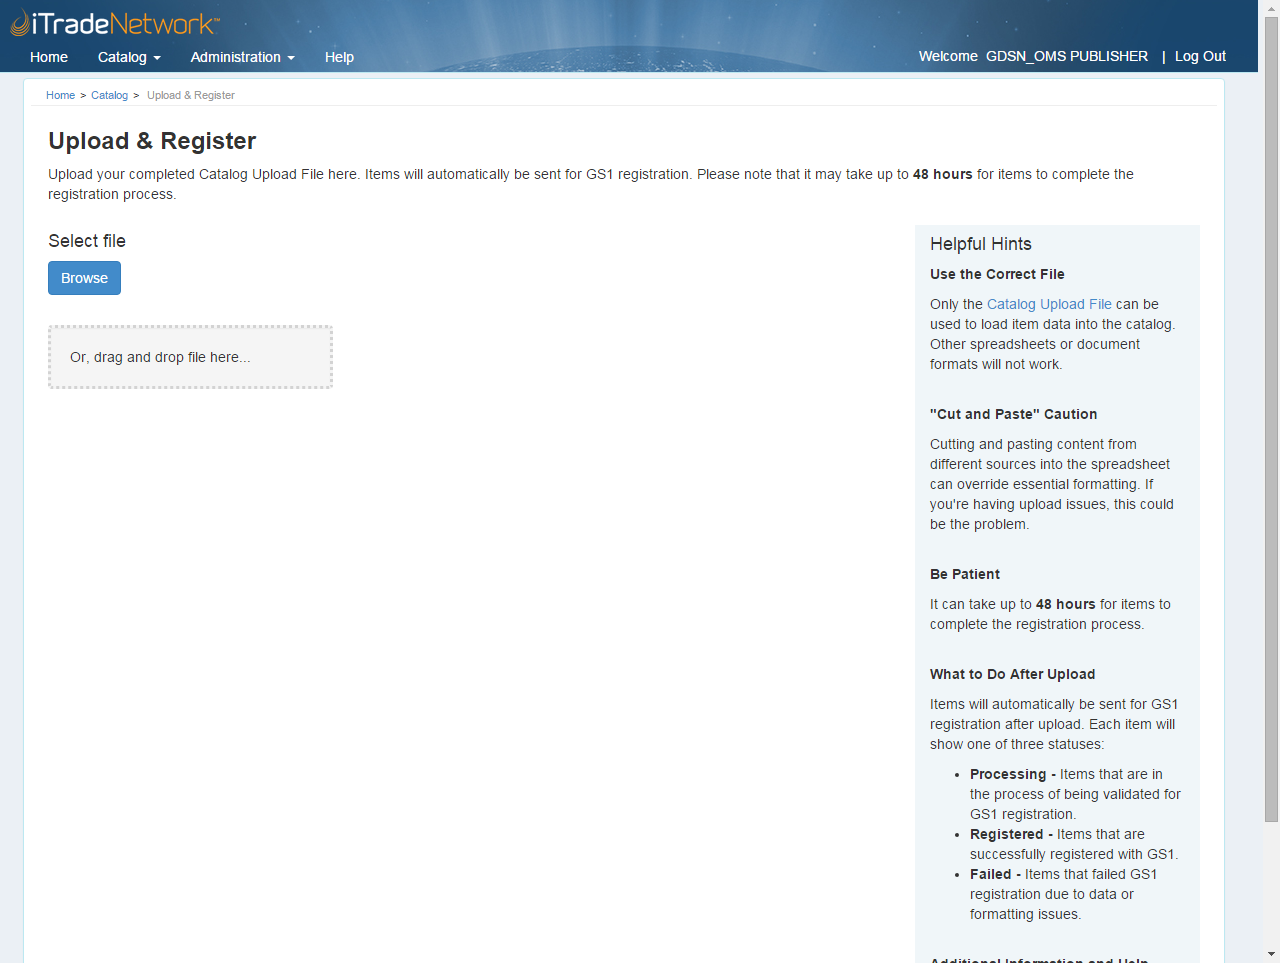 iTradeNetwork™
Home Catalog Administration Help
Welcome GDSN_OMS PUBLISHER | Log Out
Home > Catalog > Upload & Register
Upload & Register
Upload your completed Catalog Upload File here. Items will automatically be sent for GS1 registration. Please note that it may take up to 48 hours for items to complete the
registration process.
Select file
Browse
Or, drag and drop file here...
Helpful Hints
Use the Correct File
Only the Catalog Upload File can be
used to load item data into the catalog.
Other spreadsheets or document
formats will not work.
"Cut and Paste" Caution
Cutting and pasting content from
different sources into the spreadsheet
can override essential formatting. If
you're having upload issues, this could
be the problem.
Be Patient
It can take up to 48 hours for items to
complete the registration process.
What to Do After Upload
Items will automatically be sent for GS1
registration after upload. Each item will
show one of three statuses:
• Processing - Items that are in
the process of being validated for
GS1 registration.
• Registered - Items that are
successfully registered with GS1.
• Failed - Items that failed GS1
registration due to data or
formatting issues.
Additional Information and Help